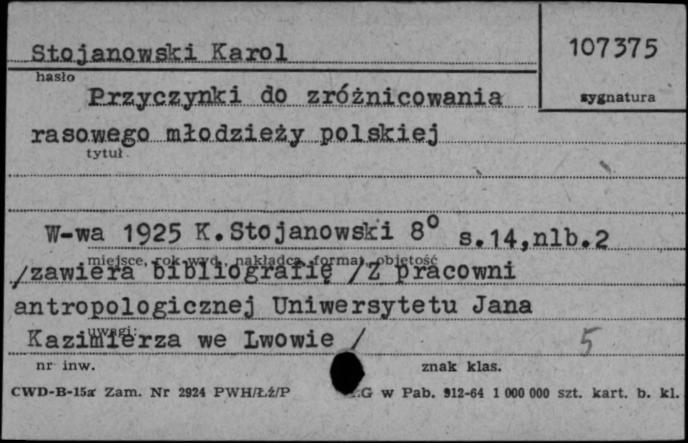 Stojanowski Karol
107375
hasło
sygnatura
Przyczynki do zróżnicowania
rasowego młodzieży polskiej
tytuł
W-wa 1925 K.Stojanowski 8° s.14,nlb.2
miejsce, rok wyd., nakładca, format, objętość
/zawiera bibliografię /Z pracowni
antropologicznej Uniwersytetu Jana
uwagi:
Kazimierza we Lwowie /
5
nr inw.
znak klas.
CWD-B-15a Zam. Nr 2924 PWH/Łź/P
G w Pab. 912-64 1 000 000 szt. kart. b. kl.